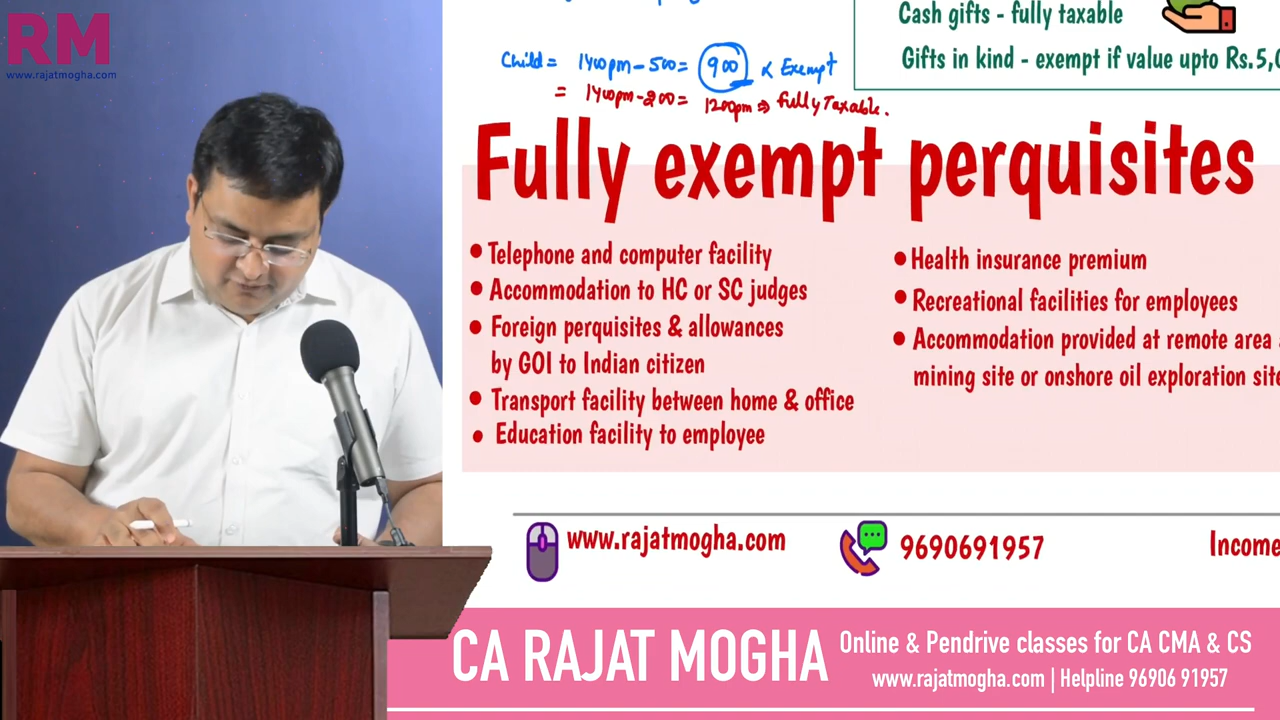 RM
www.rajatmogha.com
Cash gifts - fully taxable
Gifts in kind - exempt if value upto Rs.5,0
Child = 1400pm-500= 900 Exempt
= 1400pm-200= 1200pm ⇒ fully Taxable.
Fully exempt perquisites
• Telephone and computer facility
• Accommodation to HC or SC judges
• Foreign perquisites & allowances
by GOI to Indian citizen
• Transport facility between home & office
• Education facility to employee
• Health insurance premium
• Recreational facilities for employees
• Accommodation provided at remote area
mining site or onshore oil exploration site
www.rajatmogha.com
9690691957
Income
CA RAJAT MOGHA
Online & Pendrive classes for CA CMA & CS
www.rajatmogha.com | Helpline 96906 91957